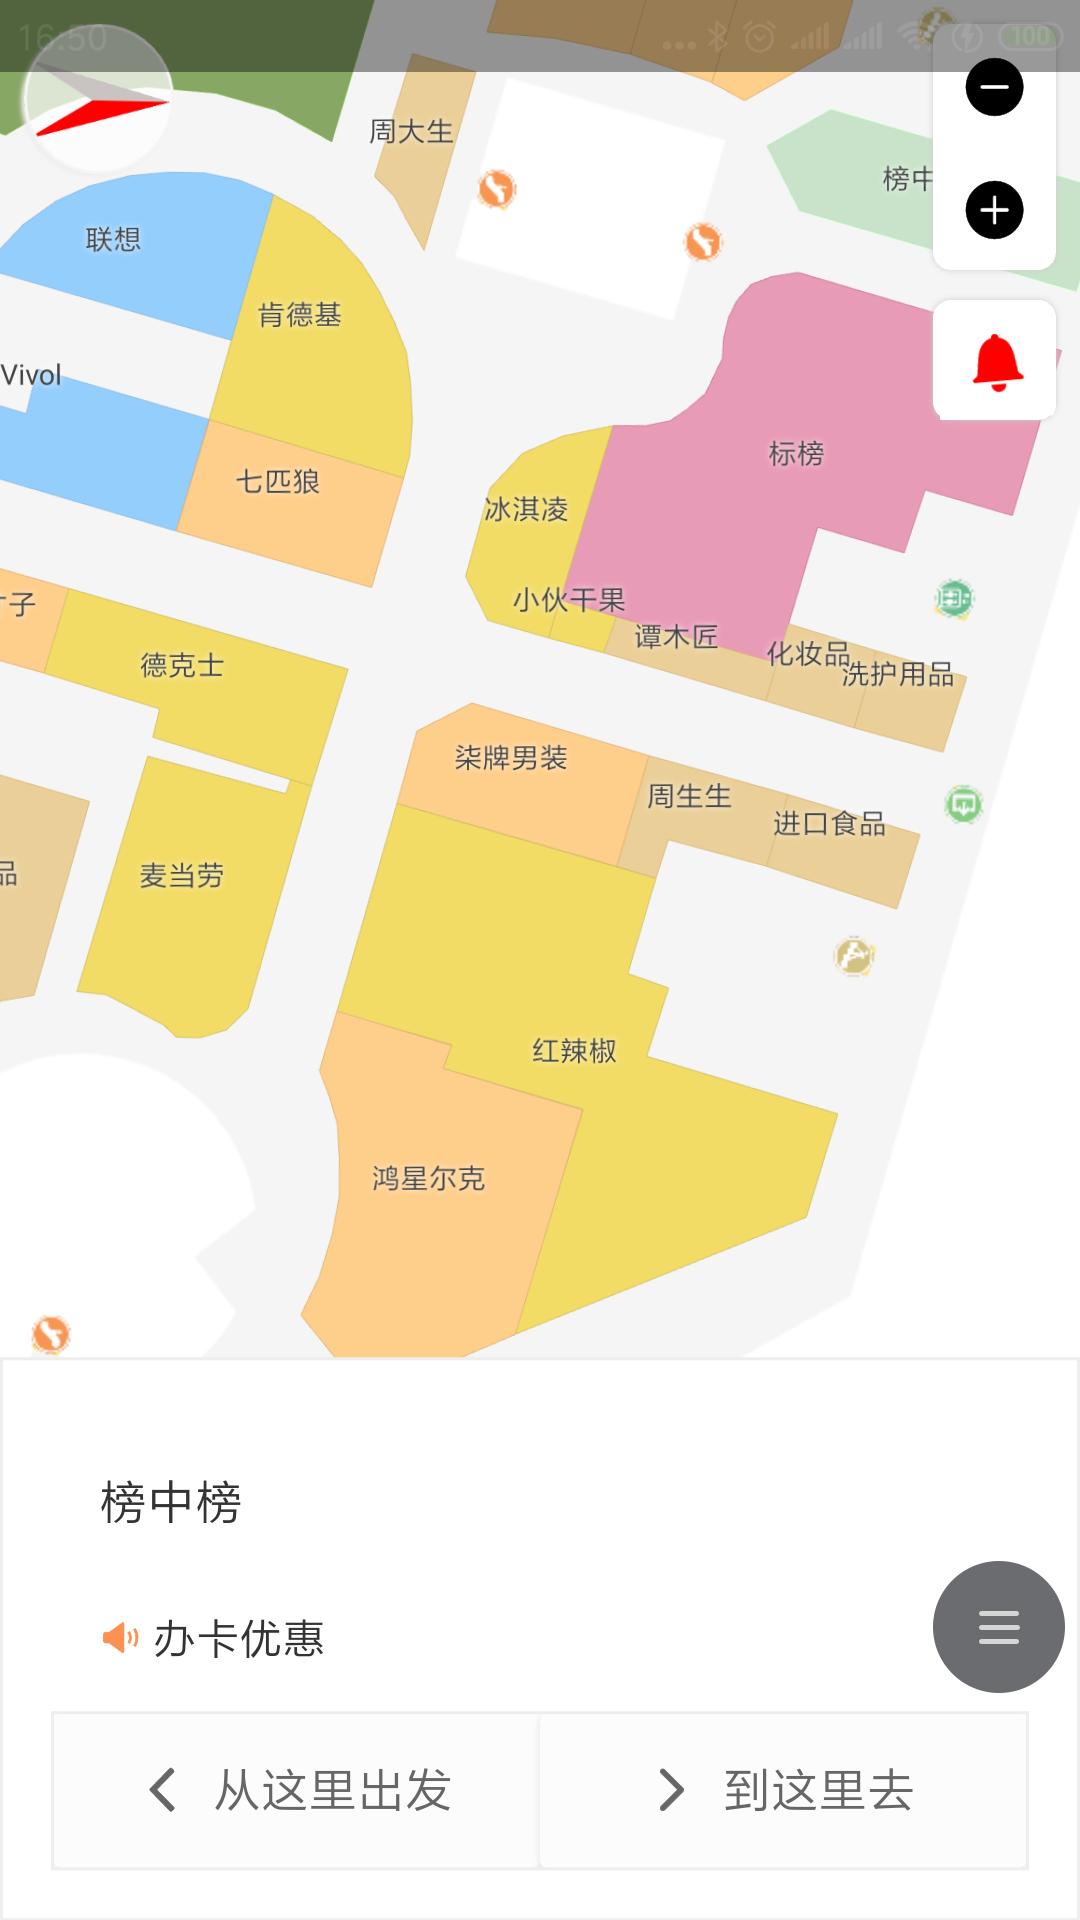 16:50
100
周大生
榜中
联想
肯德基
Vivol
标榜
七匹狼
冰淇凌
小伙干果
子
谭木匠
化妆品
洗护用品
德克士
柒牌男装
周生生
进口食品
麦当劳
品
红辣椒
鸿星尔克
榜中榜
办卡优惠
从这里出发
到这里去